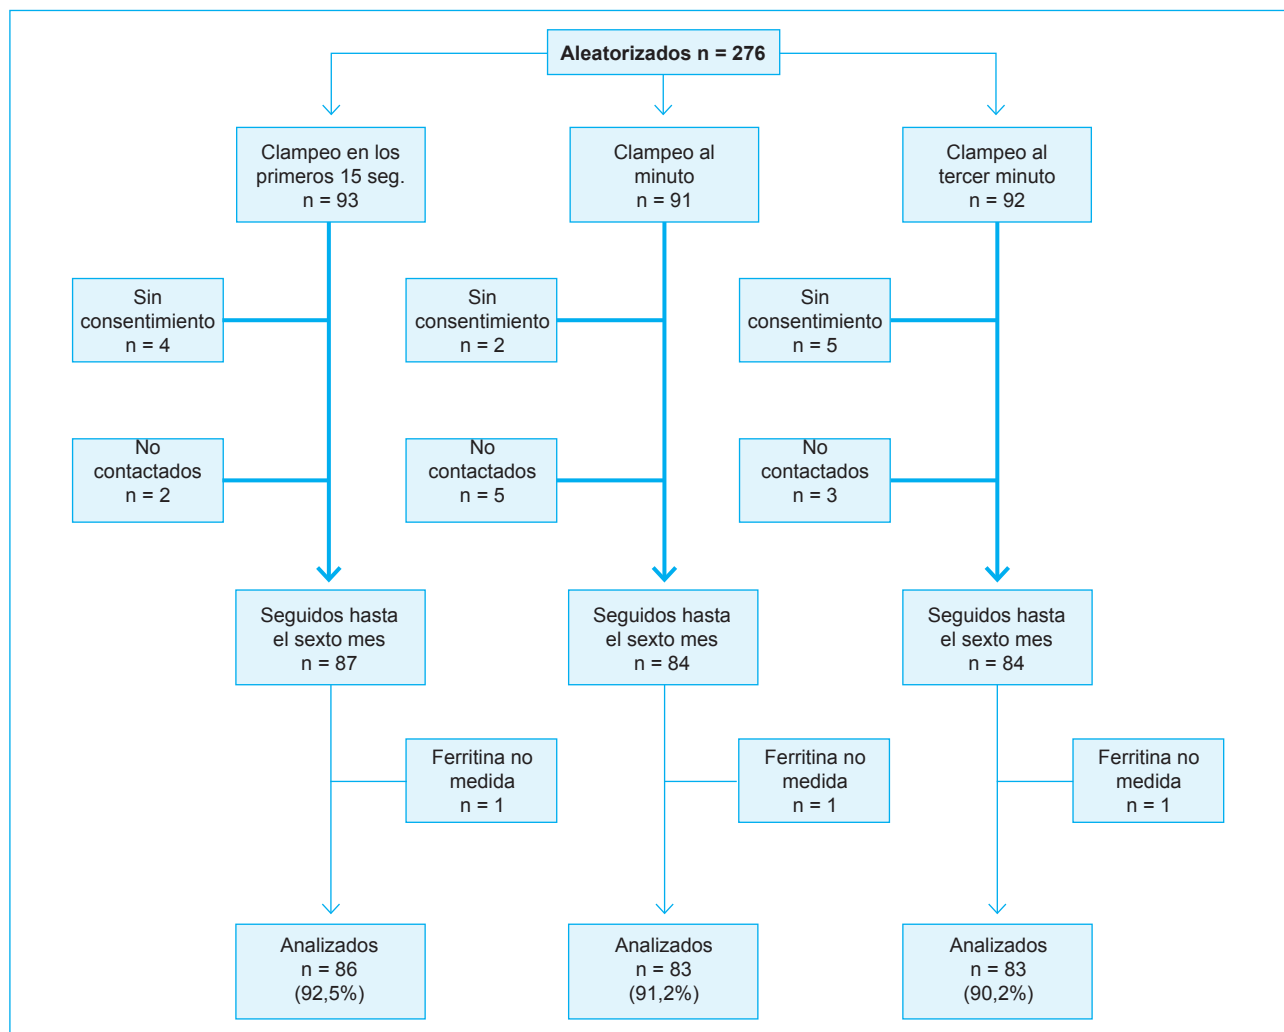 Aleatorizados n = 276
Clampeo en los
primeros 15 seg.
n = 93
Clampeo al
minuto
n = 91
Clampeo al
tercer minuto
n = 92
Sin
consentimiento
n = 4
Sin
consentimiento
n = 2
Sin
consentimiento
n = 5
No
contactados
n = 2
No
contactados
n = 5
No
contactados
n = 3
Seguidos hasta
el sexto mes
n = 87
Seguidos hasta
el sexto mes
n = 84
Seguidos hasta
el sexto mes
n = 84
Ferritina no
medida
n = 1
Ferritina no
medida
n = 1
Ferritina no
medida
n = 1
Analizados
n = 86
(92,5%)
Analizados
n = 83
(91,2%)
Analizados
n = 83
(90,2%)